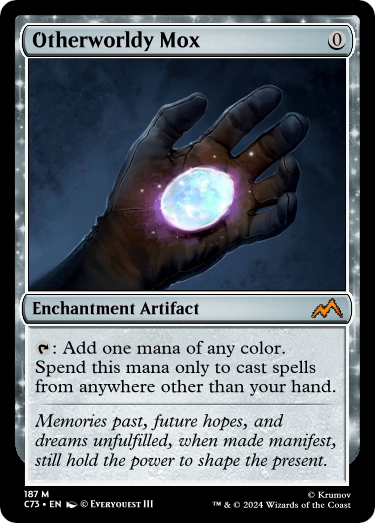 Otherworldy Mox
0
Enchantment Artifact
: Add one mana of any color.
Spend this mana only to cast spells
from anywhere other than your hand.
Memories past, future hopes, and
dreams unfulfilled, when made manifest,
still hold the power to shape the present.
187 M
© Krumov
C73 • EN © Everyquest III
™ & © 2024 Wizards of the Coast